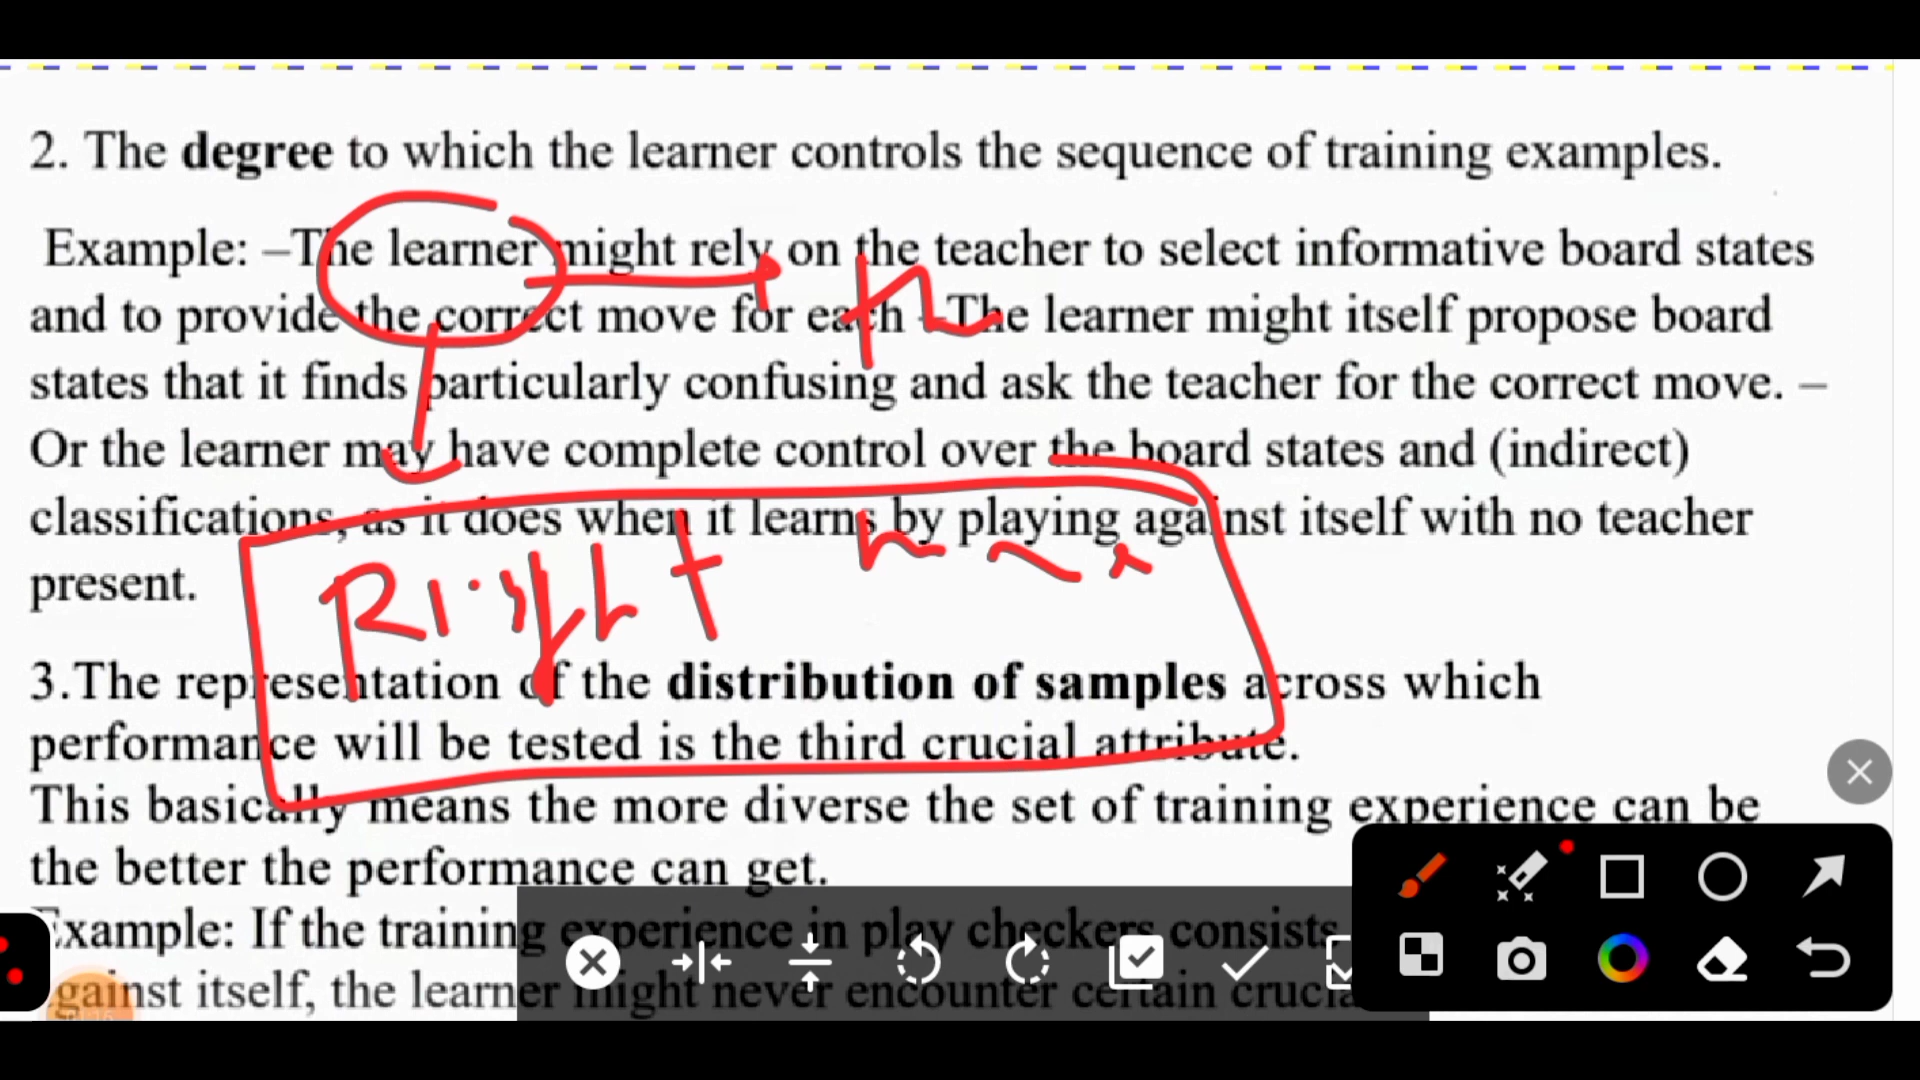 2. The degree to which the learner controls the sequence of training examples.
Example: –The learner might rely on the teacher to select informative board states
and to provide the correct move for each –The learner might itself propose board
states that it finds particularly confusing and ask the teacher for the correct move. –
Or the learner may have complete control over the board states and (indirect)
classifications, as it does when it learns by playing against itself with no teacher
present.
Right
3.The representation of the distribution of samples across which
performance will be tested is the third crucial attribute.
This basically means the more diverse the set of training experience can be
the better the performance can get.
Example: If the training experience in play checkers consists
against itself, the learner might never encounter certain